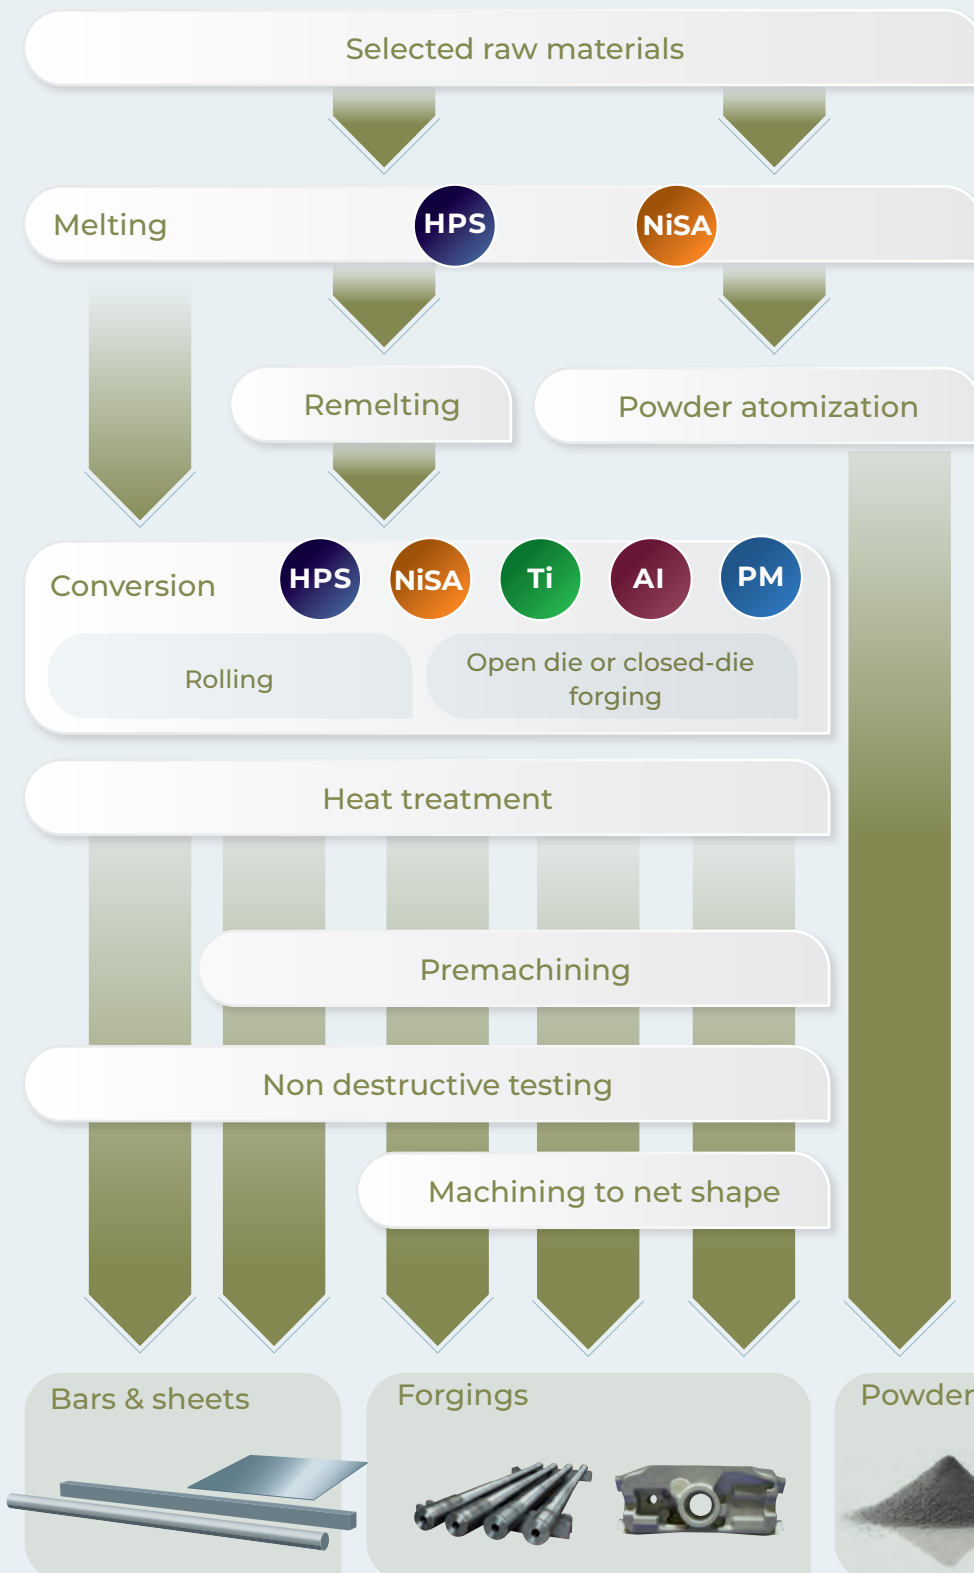 Selected raw materials
Melting
HPS
NiSA
Remelting
Powder atomization
Conversion
HPS
NiSA
Ti
Al
PM
Rolling
Open die or closed-die
forging
Heat treatment
Premachining
Non destructive testing
Machining to net shape
Bars & sheets
Forgings
Powder